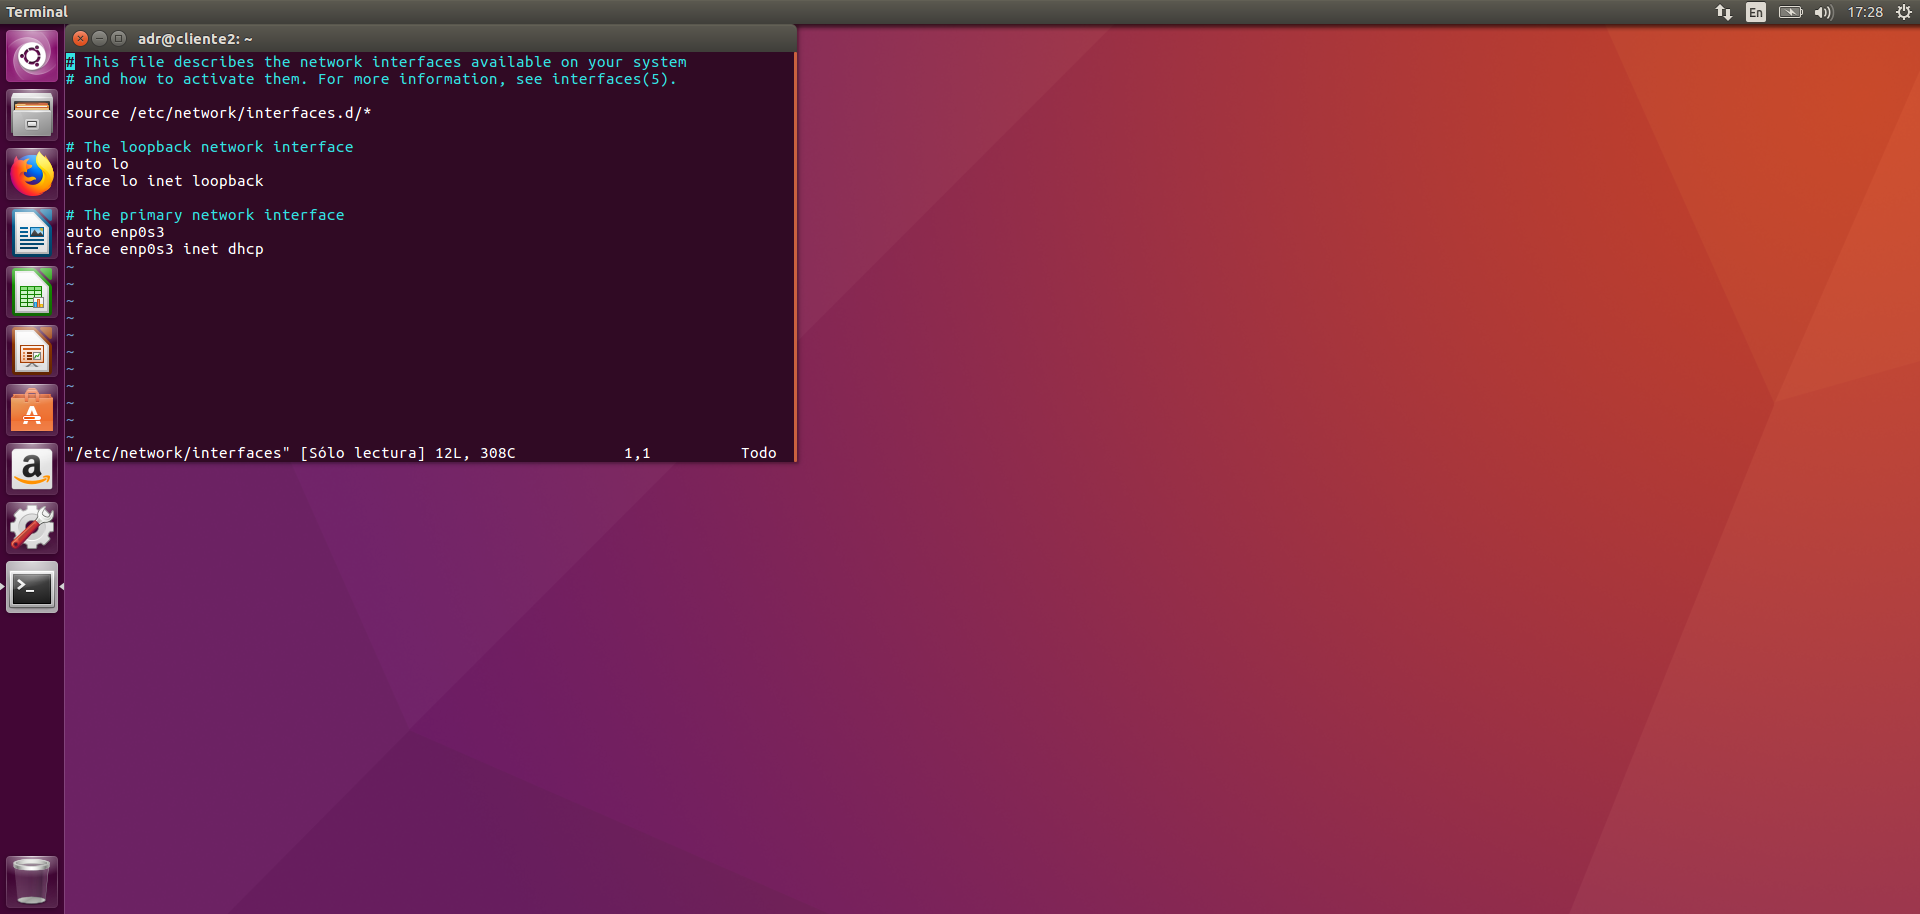 Terminal
En
17:28
adr@cliente2: ~
# This file describes the network interfaces available on your system
# and how to activate them. For more information, see interfaces(5).
source /etc/network/interfaces.d/*
# The loopback network interface
auto lo
iface lo inet loopback
# The primary network interface
auto enp0s3
iface enp0s3 inet dhcp
~
~
~
~
~
~
~
~
~
~
~
"/etc/network/interfaces" [Sólo lectura] 12L, 308C 1,1 Todo